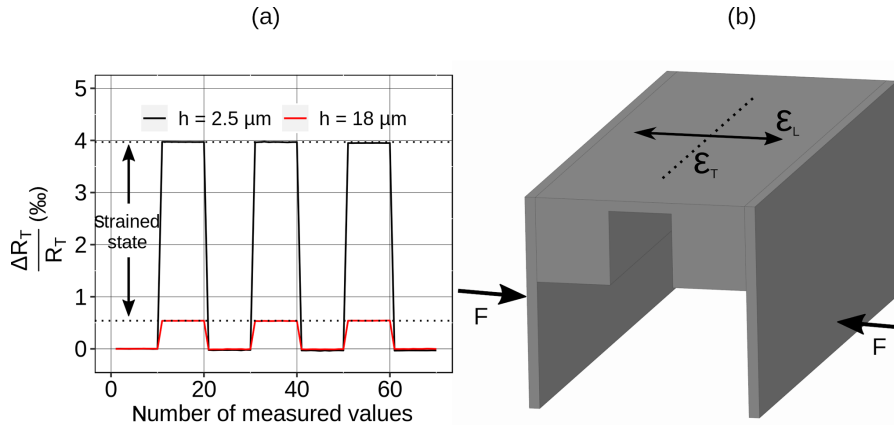 (a)
(b)
5
4
3
2
1
0
ΔR_T
R_T
(‰)
h = 2.5 µm
h = 18 µm
Strained
state
0
20
40
60
Number of measured values
ε_L
ε_T
F
F